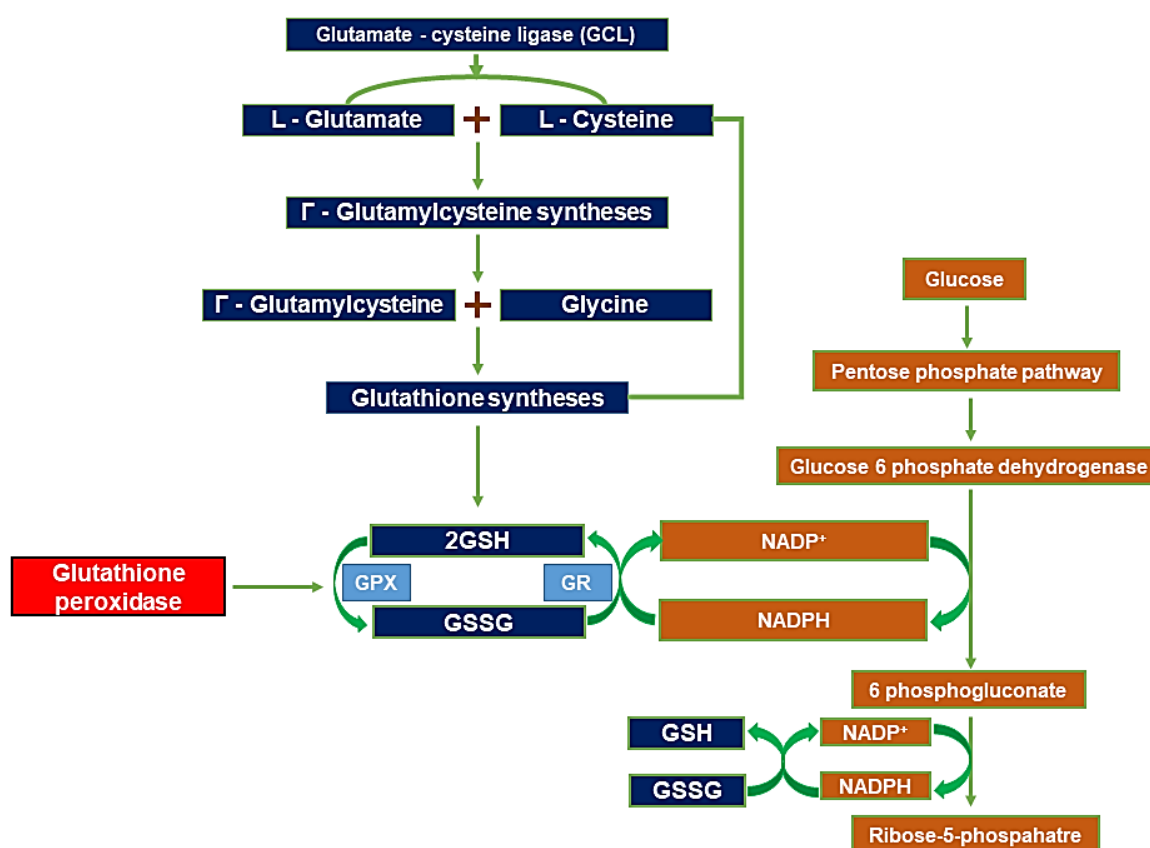 Glutamate - cysteine ligase (GCL)
L - Glutamate
L - Cysteine
Γ - Glutamylcysteine syntheses
Γ - Glutamylcysteine
Glycine
Glutathione syntheses
Glucose
Pentose phosphate pathway
Glucose 6 phosphate dehydrogenase
Glutathione
peroxidase
2GSH
GPX
GR
GSSG
NADP⁺
NADPH
6 phosphogluconate
GSH
GSSG
NADP⁺
NADPH
Ribose-5-phospahatre